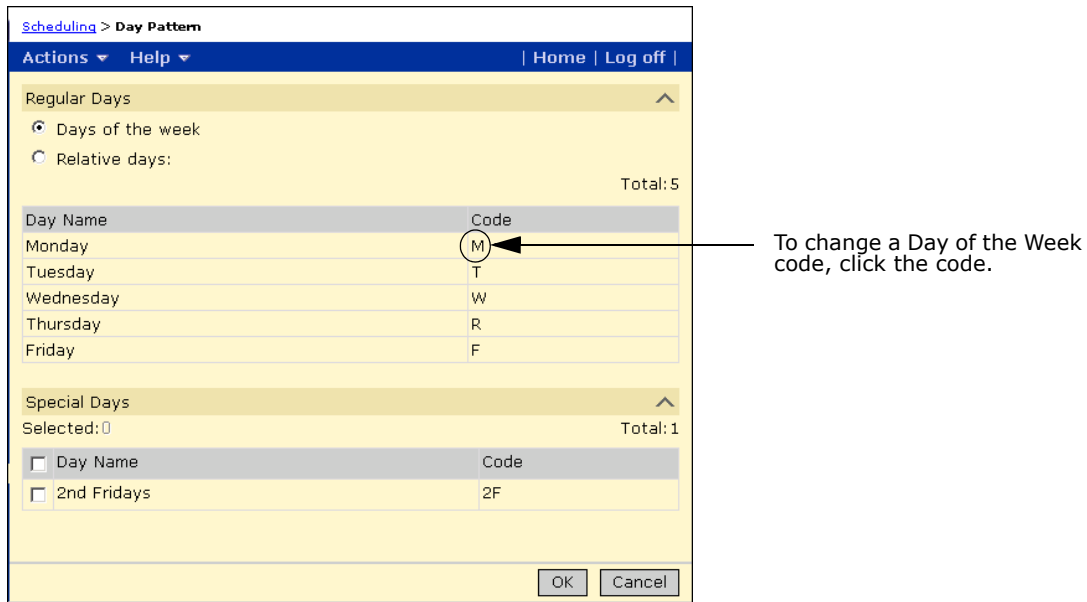 Scheduling > Day Pattern
Actions Help | Home | Log off |
Regular Days
Days of the week
Relative days:
Total: 5
Day Name Code
Monday M
Tuesday T
Wednesday W
Thursday R
Friday F
To change a Day of the Week
code, click the code.
Special Days
Selected: 0 Total: 1
Day Name Code
2nd Fridays 2F
OK Cancel